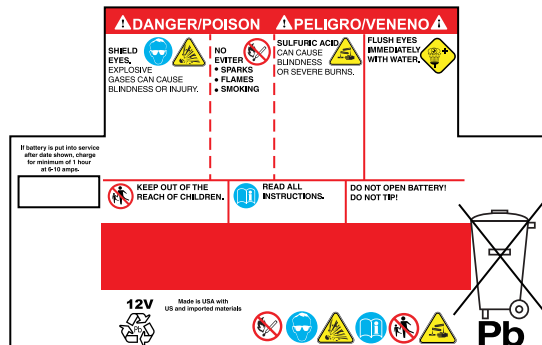 DANGER/POISON
PELIGRO/VENENO
SHIELD
EYES.
EXPLOSIVE
GASES CAN CAUSE
BLINDNESS OR INJURY.
NO
EVITER
• SPARKS
• FLAMES
• SMOKING
SULFURIC ACID
CAN CAUSE
BLINDNESS
OR SEVERE BURNS.
FLUSH EYES
IMMEDIATELY
WITH WATER.
If battery is put into service
after date shown, charge
for minimum of 1 hour
at 6-10 amps.
KEEP OUT OF THE
REACH OF CHILDREN.
READ ALL
INSTRUCTIONS.
DO NOT OPEN BATTERY!
DO NOT TIP!
12V
Pb
Made is USA with
US and imported materials
Pb